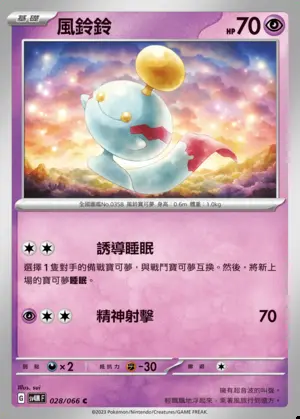 基礎
風鈴鈴
HP 70
全國圖鑑No.0358 風鈴寶可夢 身高：0.6m 體重：1.0kg
誘導睡眠
選擇1隻對手的備戰寶可夢，與戰鬥寶可夢互換。然後，將新上
場的寶可夢【睡眠】。
精神射擊 70
弱點 ×2 抵抗力 -30 撤退
G SV4M F 028/066 C
©2023 Pokémon/Nintendo/Creatures/GAME FREAK.